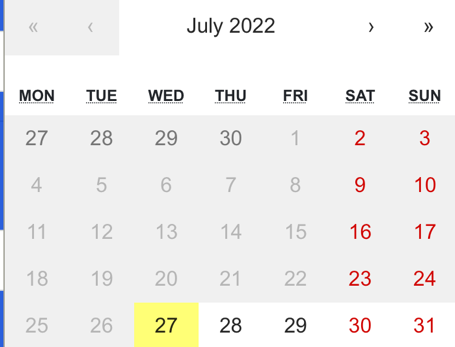 « ‹ July 2022 › »
MON TUE WED THU FRI SAT SUN
27 28 29 30 1 2 3
4 5 6 7 8 9 10
11 12 13 14 15 16 17
18 19 20 21 22 23 24
25 26 27 28 29 30 31